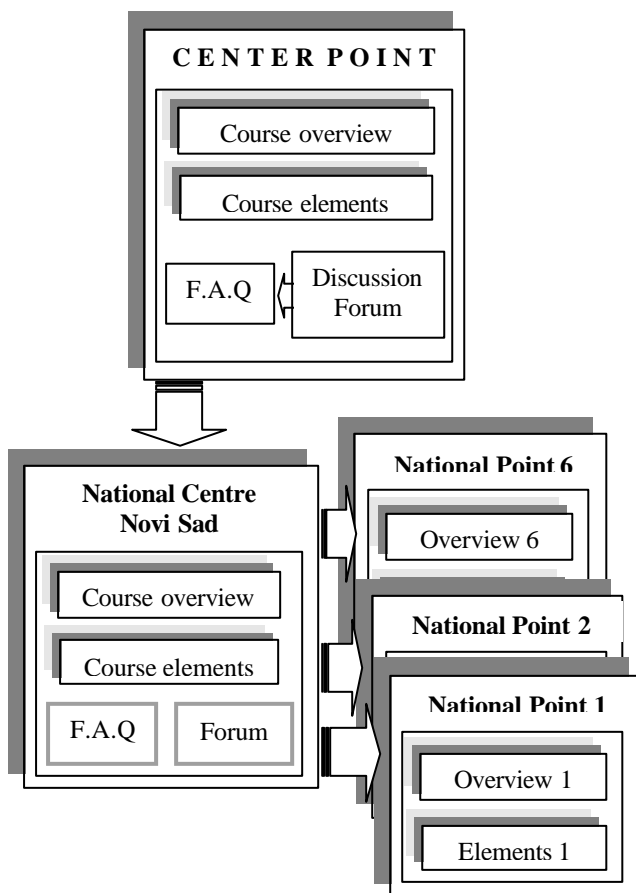 C E N T E R P O I N T
Course overview
Course elements
F.A.Q
Discussion
Forum
National Centre
Novi Sad
Course overview
Course elements
F.A.Q
Forum
National Point 6
Overview 6
National Point 2
National Point 1
Overview 1
Elements 1